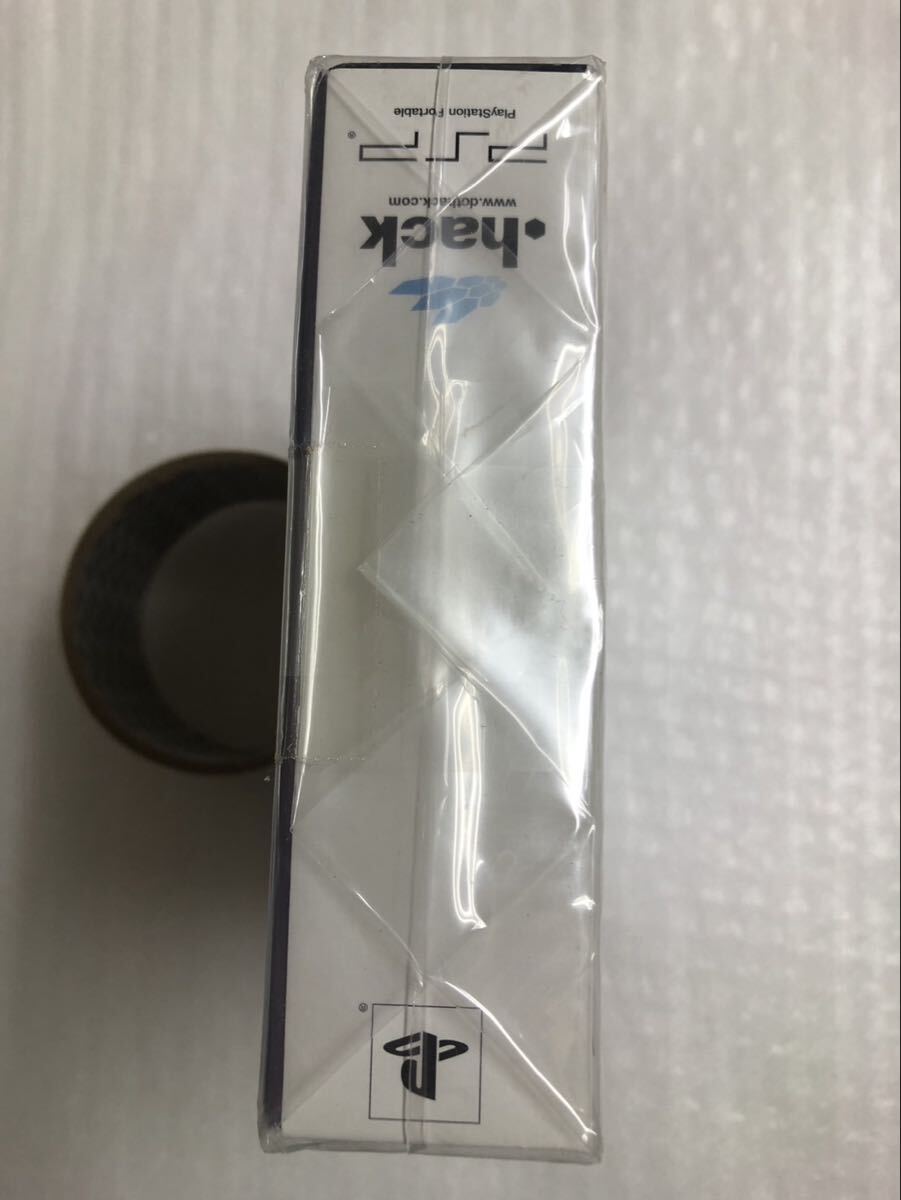 .hack
www.dothack.com
PSP®
PlayStation Portable
®